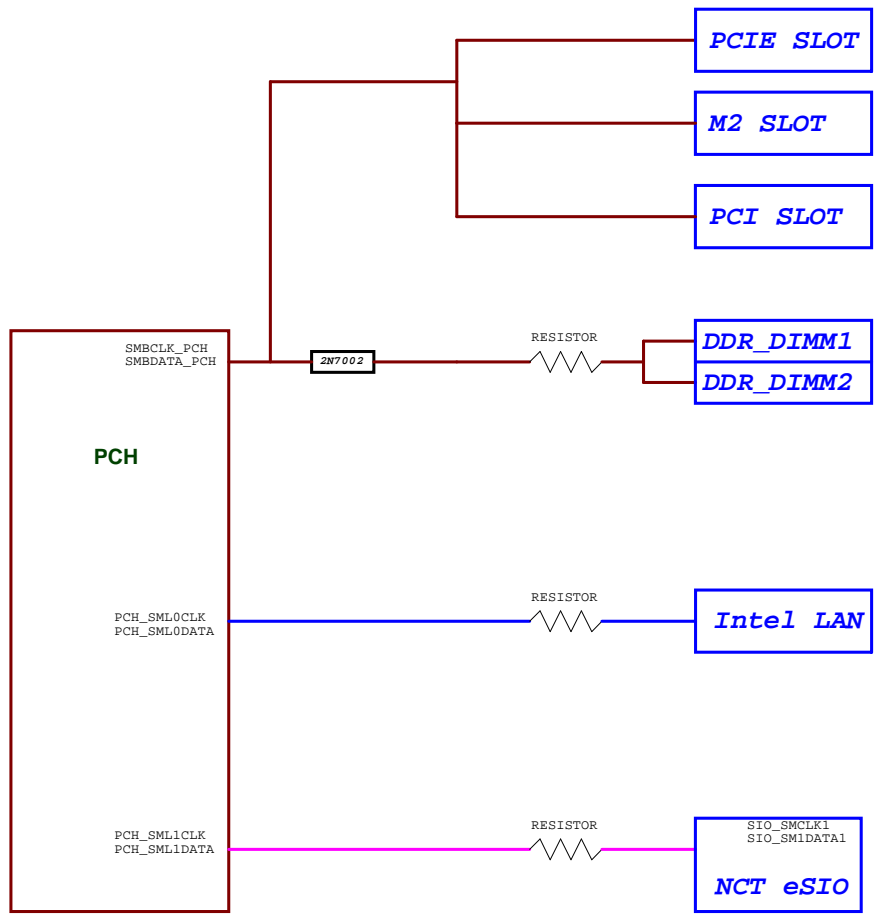 PCIE SLOT
M2 SLOT
PCI SLOT
RESISTOR
DDR_DIMM1
SMBCLK_PCH
SMBDATA_PCH
2N7002
DDR_DIMM2
PCH
RESISTOR
PCH_SML0CLK
PCH_SML0DATA
Intel LAN
RESISTOR
SIO_SMCLK1
SIO_SM1DATA1
PCH_SML1CLK
PCH_SML1DATA
NCT eSIO